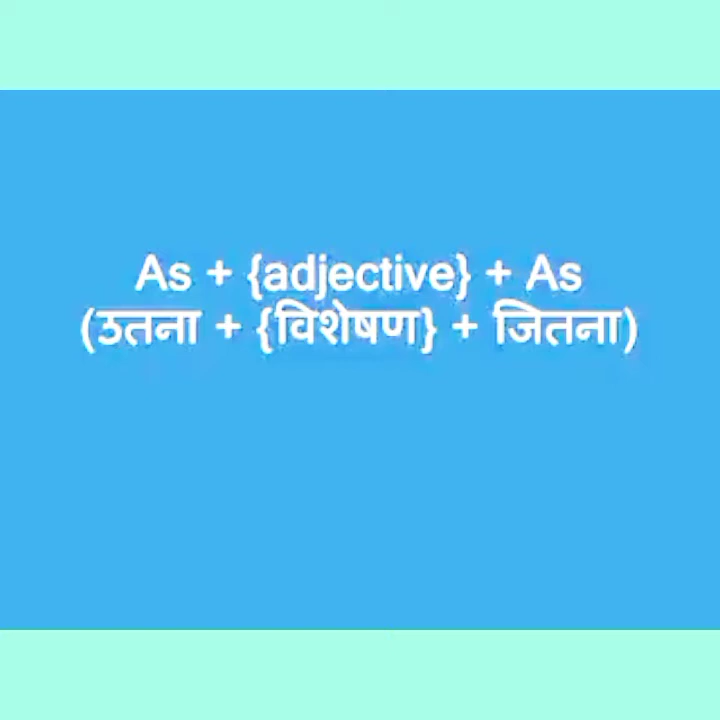 As + {adjective} + As
(उतना + {विशेषण} + जितना)